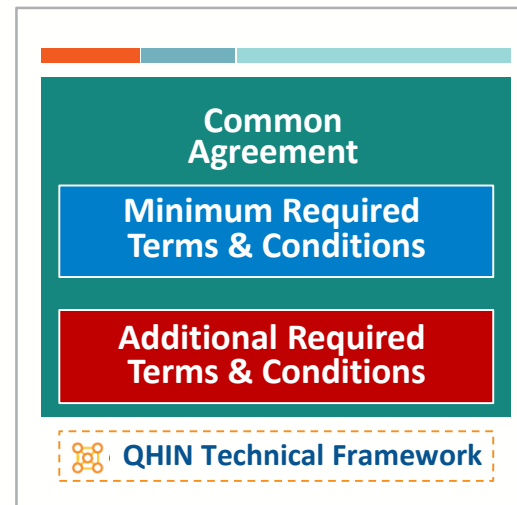 Common
Agreement
Minimum Required
Terms & Conditions
Additional Required
Terms & Conditions
QHIN Technical Framework